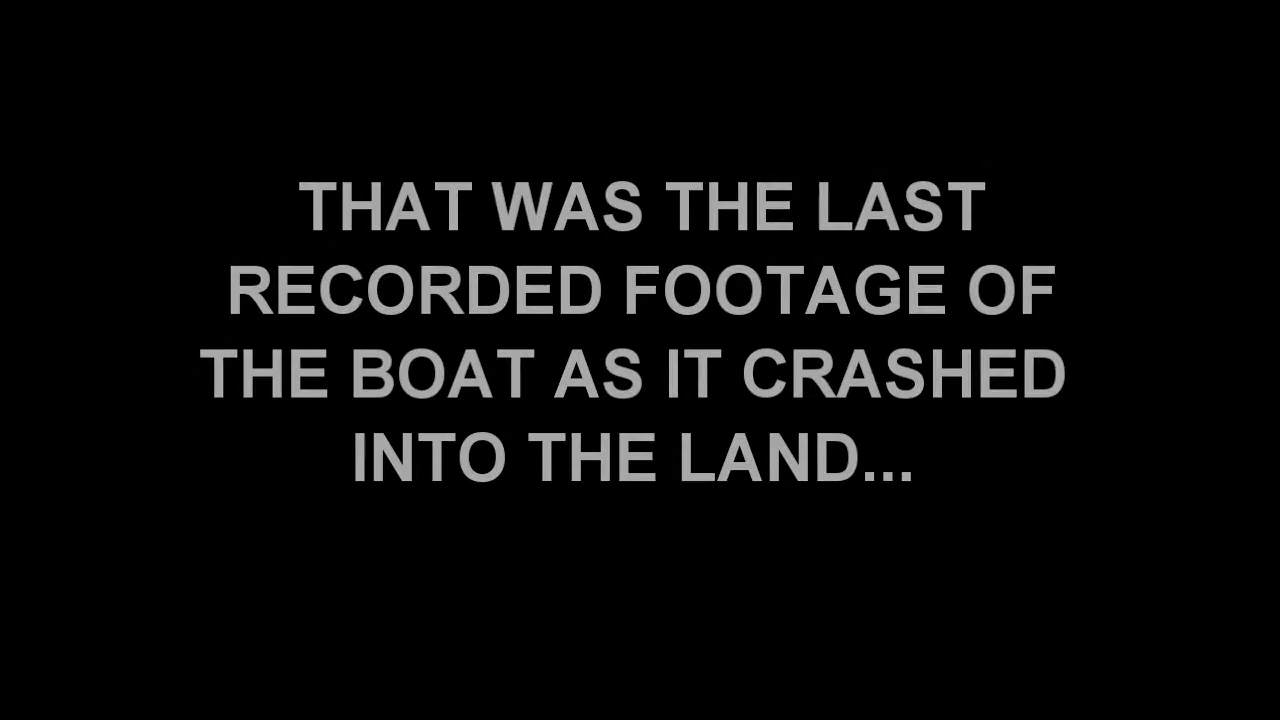 THAT WAS THE LAST
RECORDED FOOTAGE OF
THE BOAT AS IT CRASHED
INTO THE LAND...